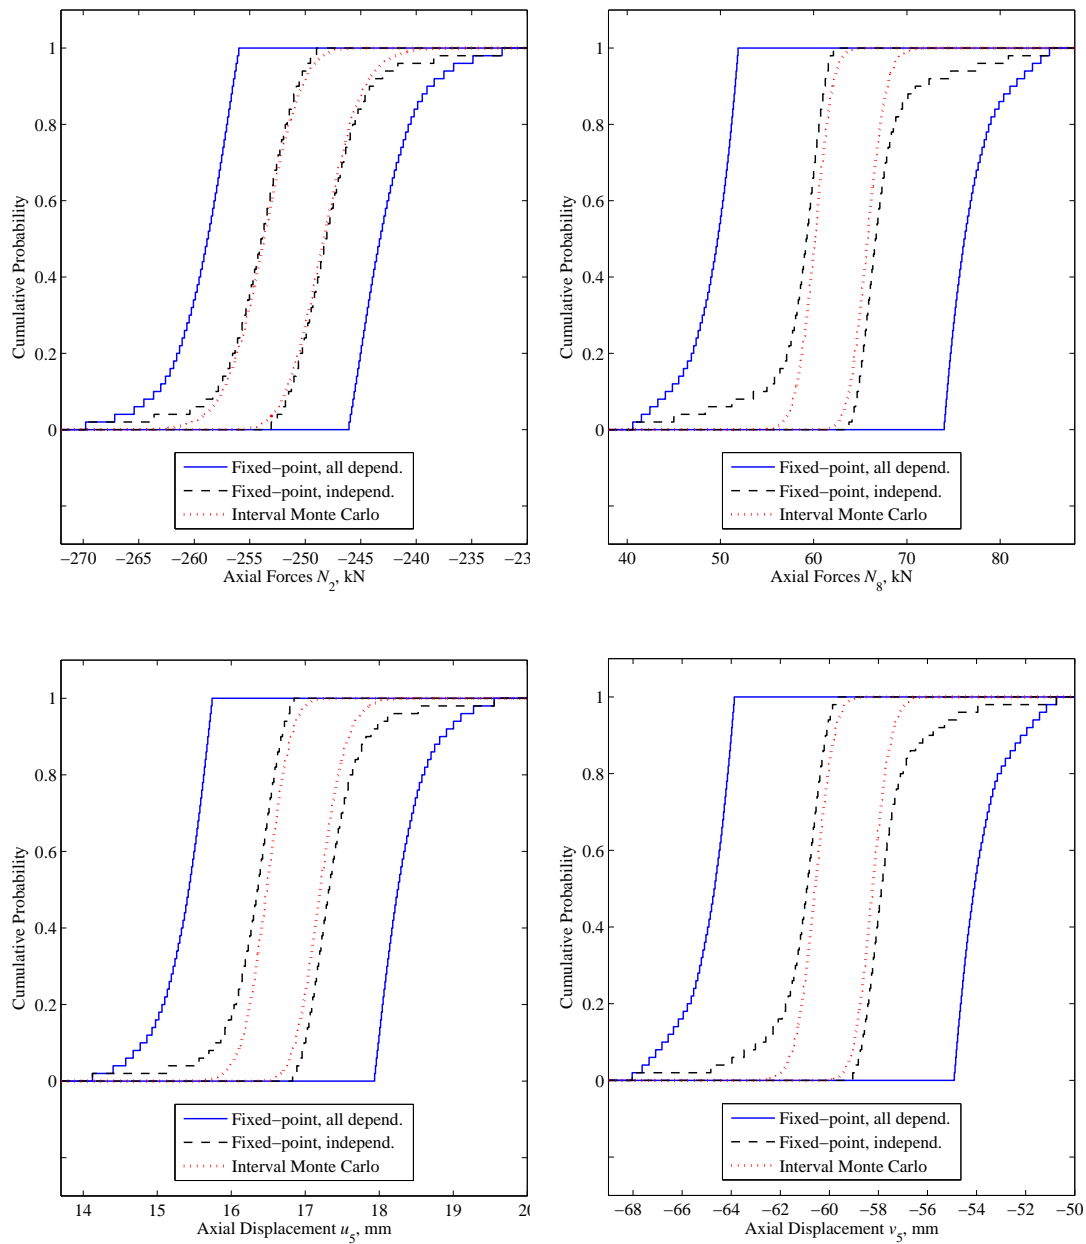 1
0.8
0.6
0.4
0.2
0
Cumulative Probability
Fixed−point, all depend.
Fixed−point, independ.
Interval Monte Carlo
−270 −265 −260 −255 −250 −245 −240 −235 −23
Axial Forces N2, kN
1
0.8
0.6
0.4
0.2
0
Cumulative Probability
Fixed−point, all depend.
Fixed−point, independ.
Interval Monte Carlo
40 50 60 70 80
Axial Forces N8, kN
1
0.8
0.6
0.4
0.2
0
Cumulative Probability
Fixed−point, all depend.
Fixed−point, independ.
Interval Monte Carlo
14 15 16 17 18 19 20
Axial Displacement u5, mm
1
0.8
0.6
0.4
0.2
0
Cumulative Probability
Fixed−point, all depend.
Fixed−point, independ.
Interval Monte Carlo
−68 −66 −64 −62 −60 −58 −56 −54 −52 −50
Axial Displacement v5, mm